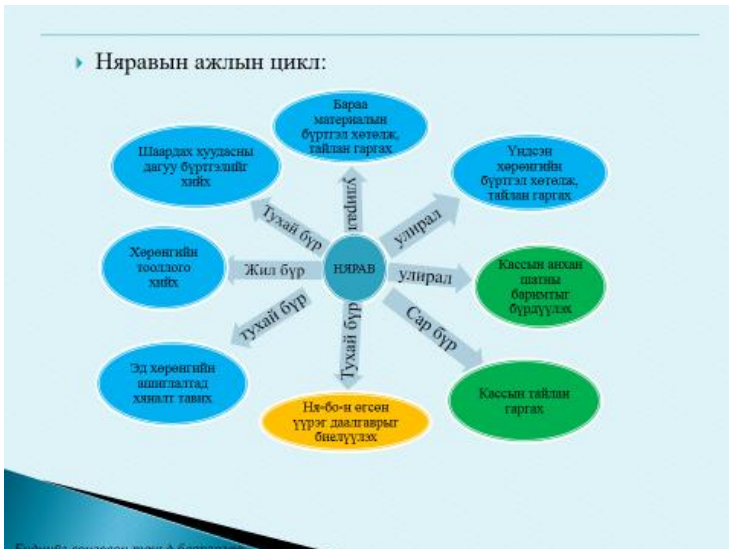 Няравын ажлын цикл:
Бараа
материалын
бүртгэл хөтөлж,
тайлан гаргах
Шаардах хуудасны
дагуу бүртгэлийг
хийх
Үндсэн
хөрөнгийн
бүртгэл хөтөлж,
тайлан гаргах
улирал
Тухай бүр
улирал
Хөрөнгийн
тооллого
хийх
Жил бүр
НЯРАВ
улирал
Кассын анхан
шатны
баримтыг
бүрдүүлэх
тухай бүр
Тухай бүр
Сар бүр
Эд хөрөнгийн
ашиглалтад
хяналт тавих
Ня-бо-н өгсөн
үүрэг даалгаврыг
биелүүлэх
Кассын тайлан
гаргах